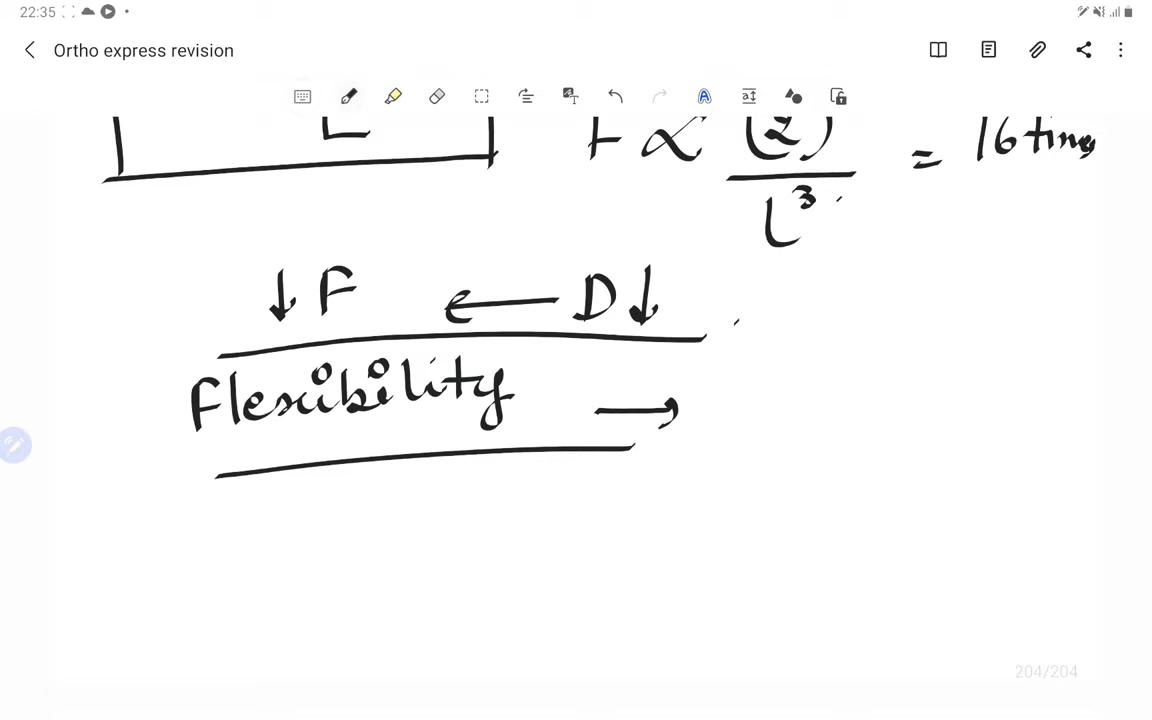 22:35
Ortho express revision
F ∝ (2) = 16 times
L³
↓ F ← D ↓
Flexibility →
204/204